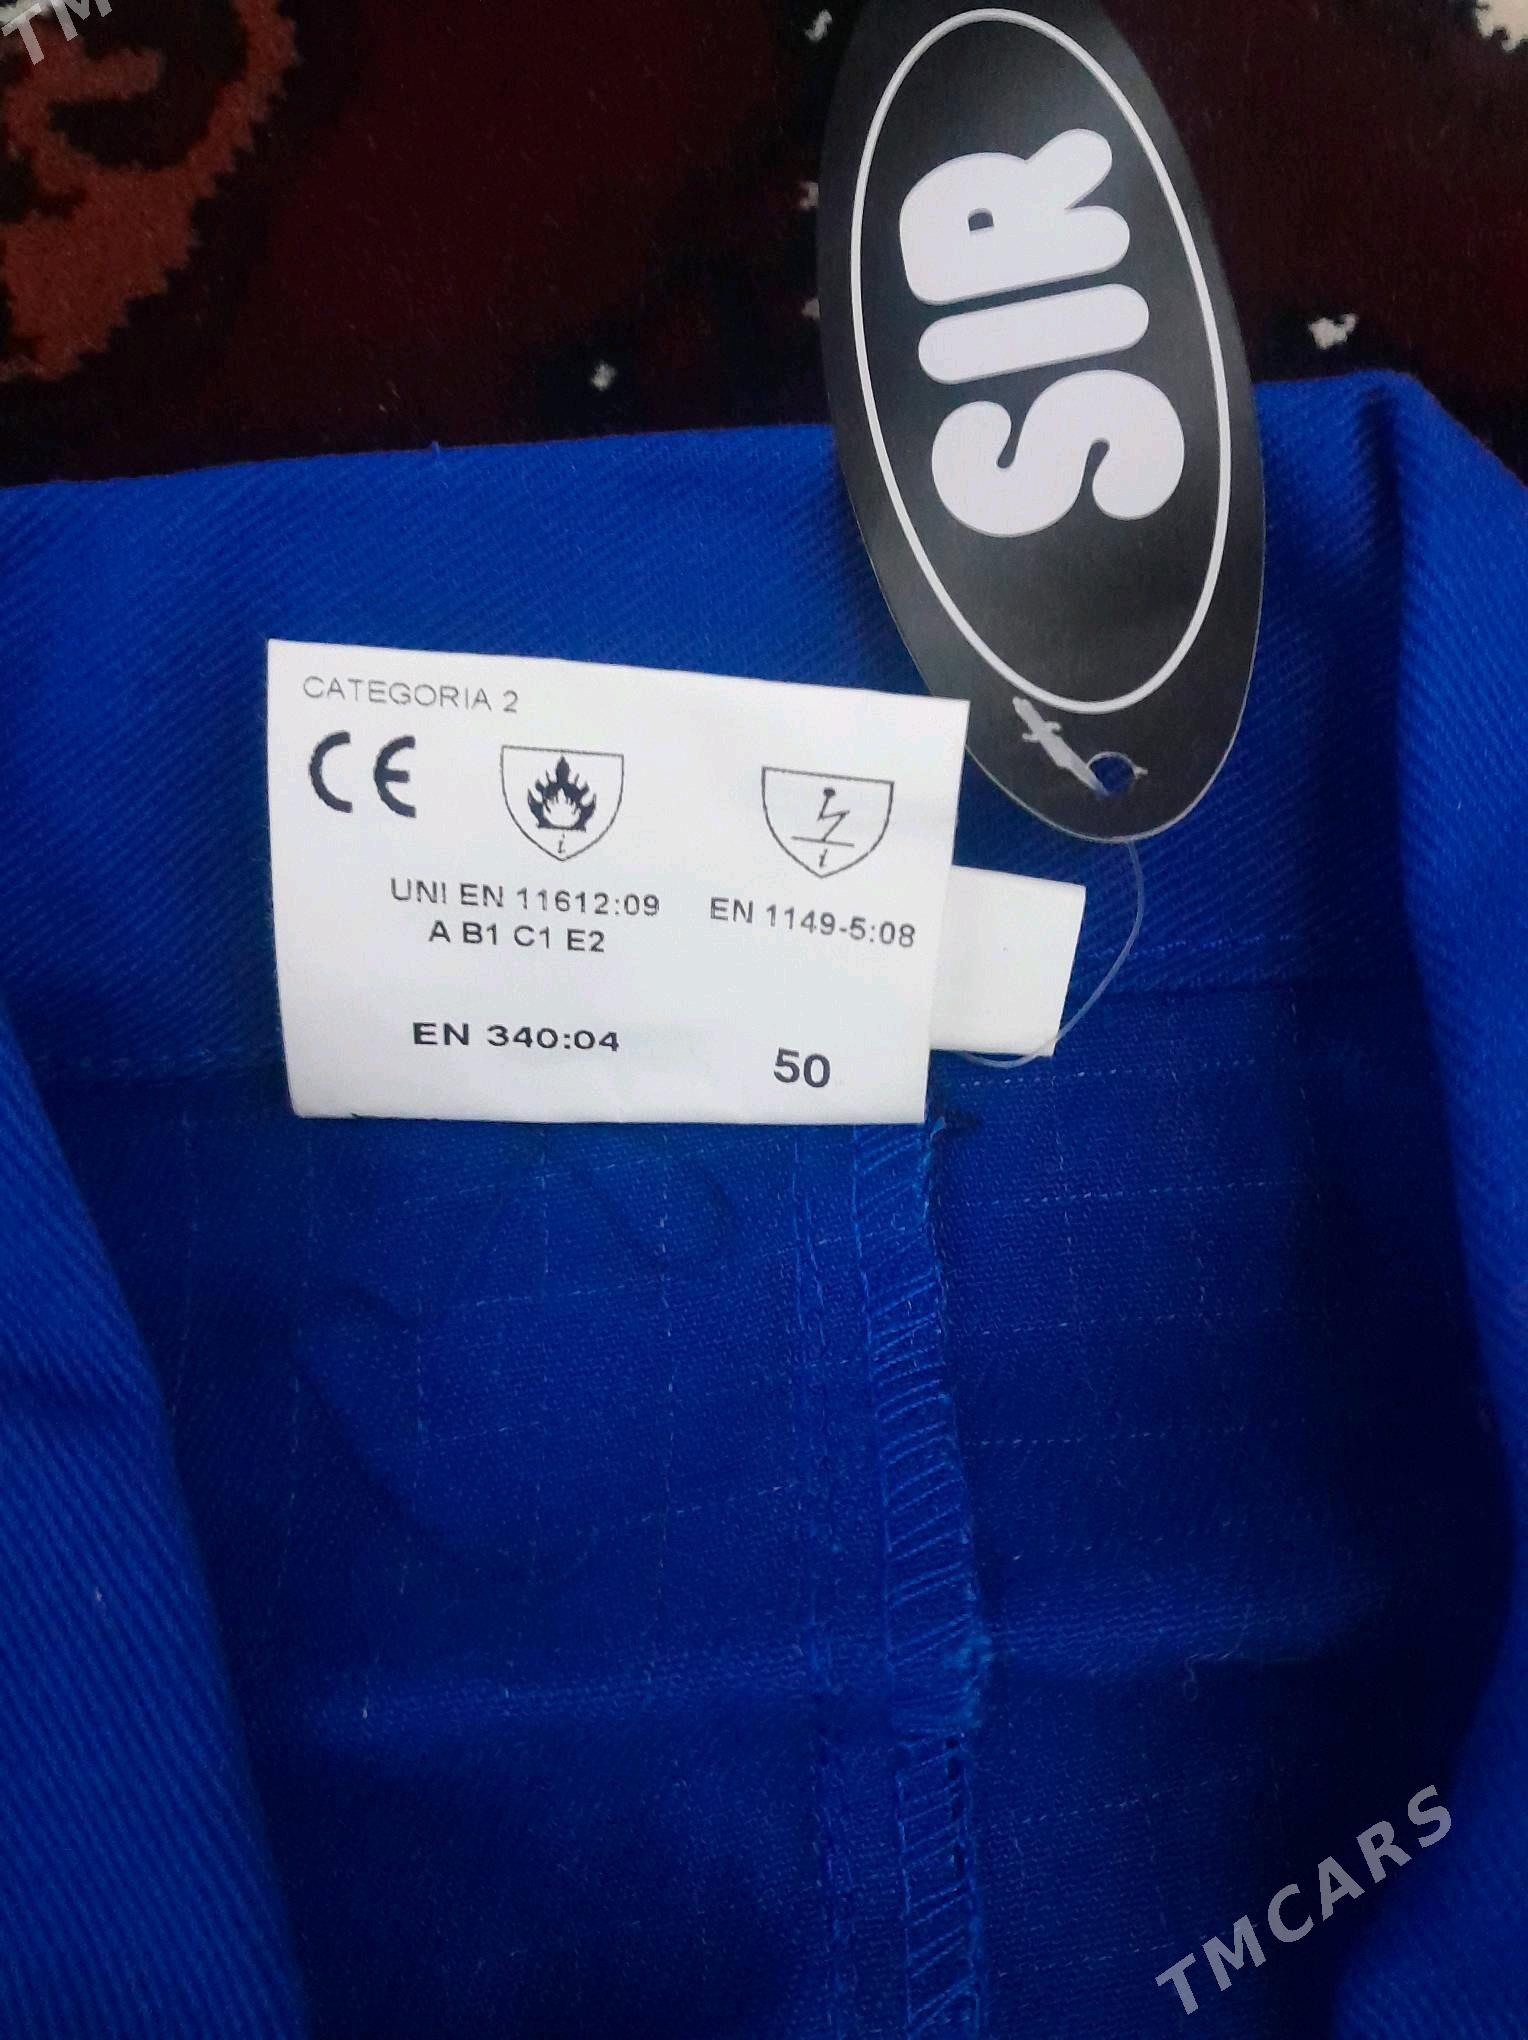 TM
SIR
CATEGORIA 2
CE
i
i
UNI EN 11612:09
A B1 C1 E2
EN 1149-5:08
EN 340:04
50
TMCARS